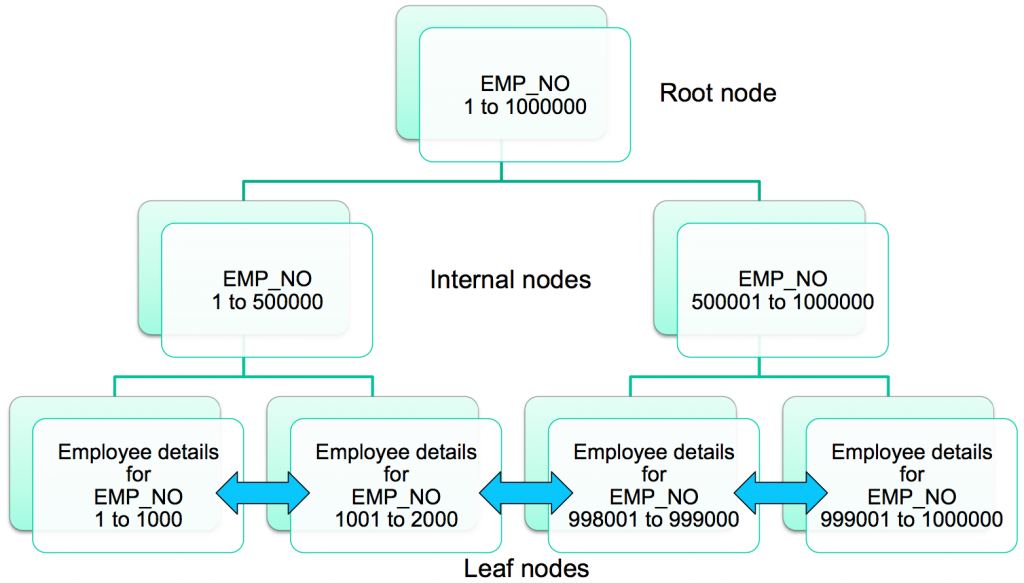 EMP_NO
1 to 1000000
Root node
EMP_NO
1 to 500000
Internal nodes
EMP_NO
500001 to 1000000
Employee details
for
EMP_NO
1 to 1000
Employee details
for
EMP_NO
1001 to 2000
Employee details
for
EMP_NO
998001 to 999000
Employee details
for
EMP_NO
999001 to 1000000
Leaf nodes